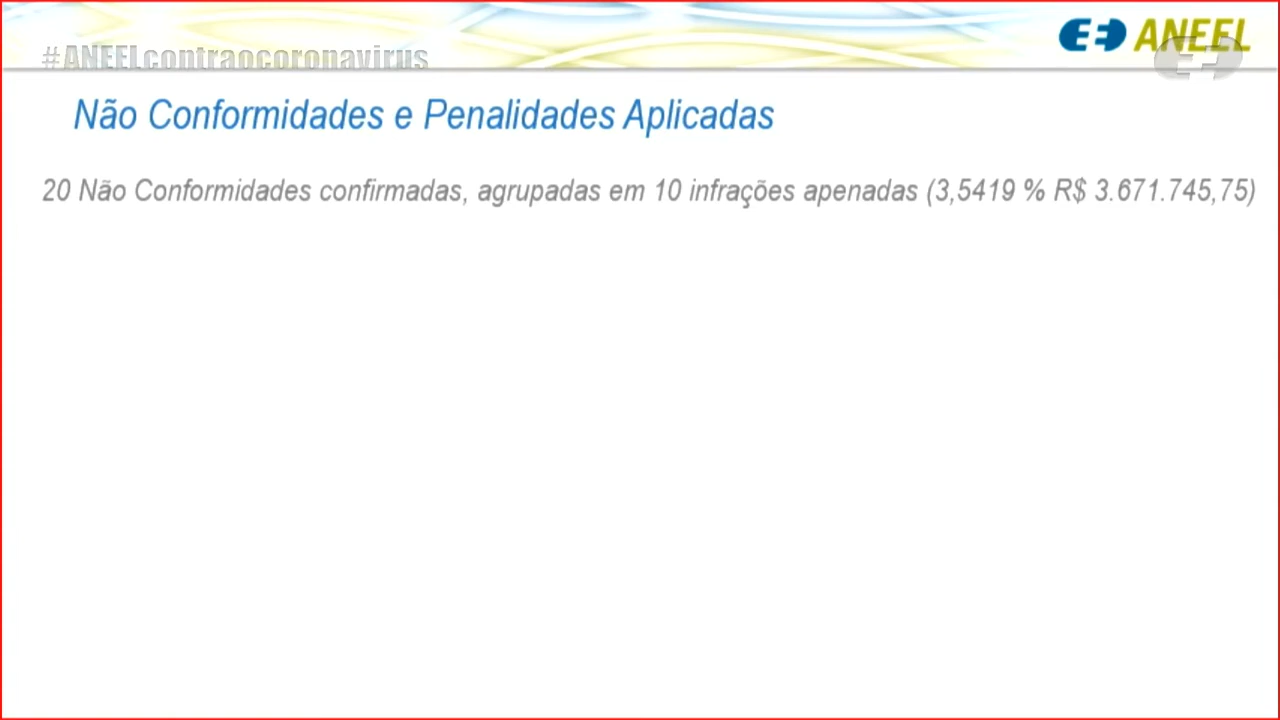 #ANEELcontraocoronavirus
ANEEL
Não Conformidades e Penalidades Aplicadas
20 Não Conformidades confirmadas, agrupadas em 10 infrações apenadas (3,5419 % R$ 3.671.745,75)